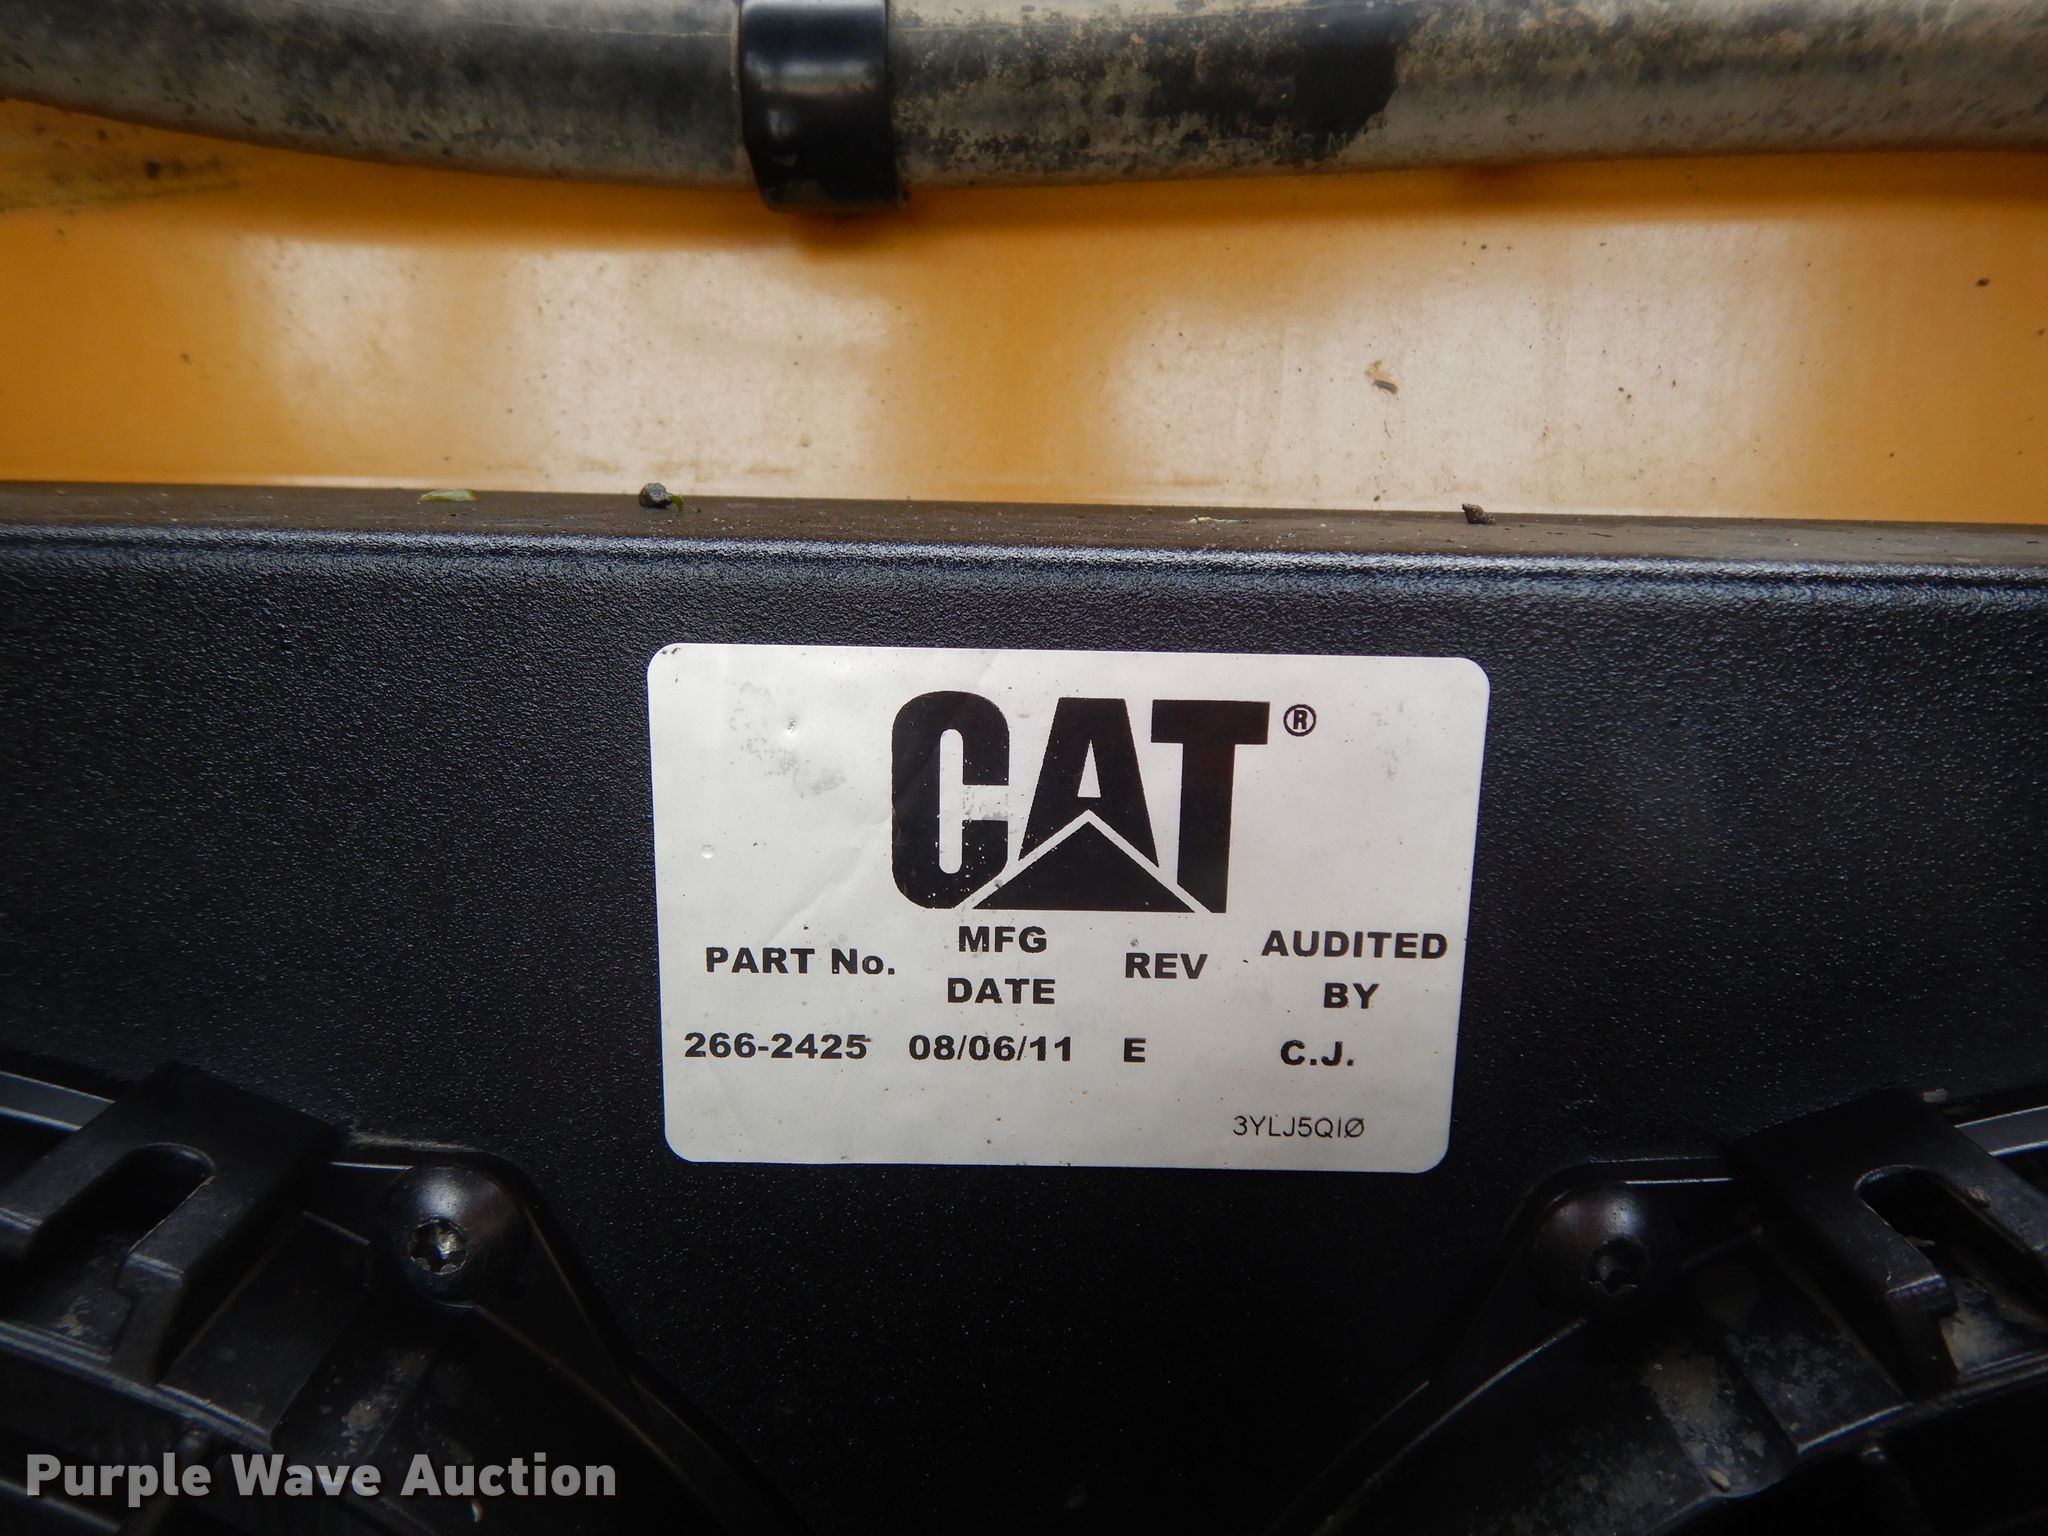 CAT®
PART No. MFG DATE REV AUDITED BY
266-2425 08/06/11 E C.J.
3YLJ5QIØ
Purple Wave Auction